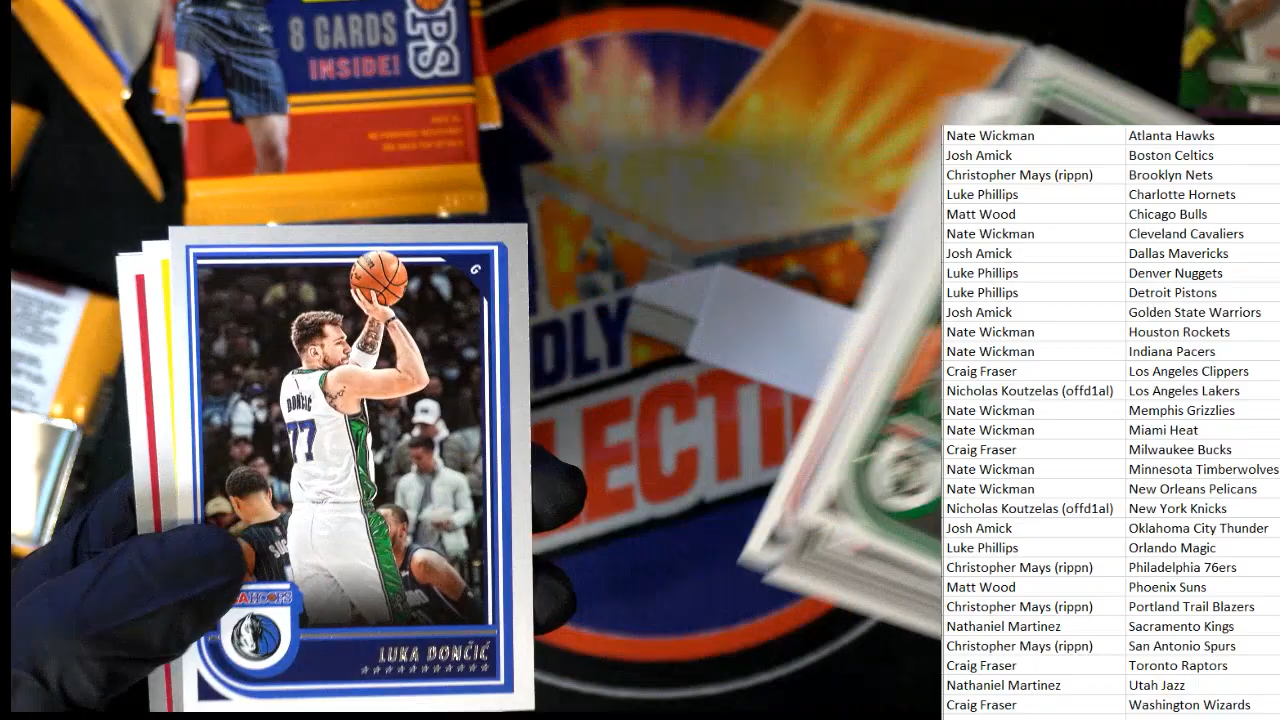 8 CARDS
INSIDE!
OPS
G
DONČIĆ
77
SUG
HOOPS
LUKA DONČIĆ
DLY
LECTI
Nate Wickman Atlanta Hawks
Josh Amick Boston Celtics
Christopher Mays (rippn) Brooklyn Nets
Luke Phillips Charlotte Hornets
Matt Wood Chicago Bulls
Nate Wickman Cleveland Cavaliers
Josh Amick Dallas Mavericks
Luke Phillips Denver Nuggets
Luke Phillips Detroit Pistons
Josh Amick Golden State Warriors
Nate Wickman Houston Rockets
Nate Wickman Indiana Pacers
Craig Fraser Los Angeles Clippers
Nicholas Koutzelas (offd1al) Los Angeles Lakers
Nate Wickman Memphis Grizzlies
Nate Wickman Miami Heat
Craig Fraser Milwaukee Bucks
Nate Wickman Minnesota Timberwolves
Nate Wickman New Orleans Pelicans
Nicholas Koutzelas (offd1al) New York Knicks
Josh Amick Oklahoma City Thunder
Luke Phillips Orlando Magic
Christopher Mays (rippn) Philadelphia 76ers
Matt Wood Phoenix Suns
Christopher Mays (rippn) Portland Trail Blazers
Nathaniel Martinez Sacramento Kings
Christopher Mays (rippn) San Antonio Spurs
Craig Fraser Toronto Raptors
Nathaniel Martinez Utah Jazz
Craig Fraser Washington Wizards